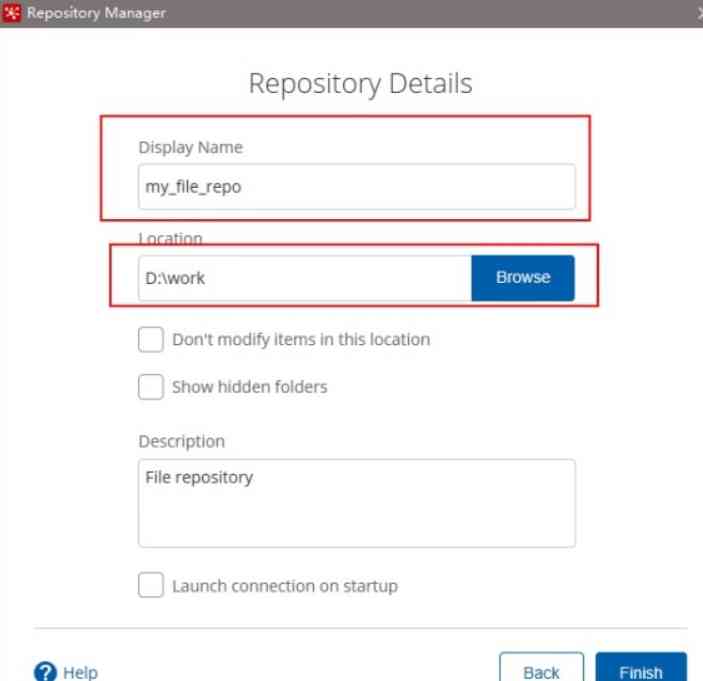 Repository Manager
Repository Details
Display Name
my_file_repo
Location
D:\work
Browse
Don't modify items in this location
Show hidden folders
Description
File repository
Launch connection on startup
Help
Back
Finish